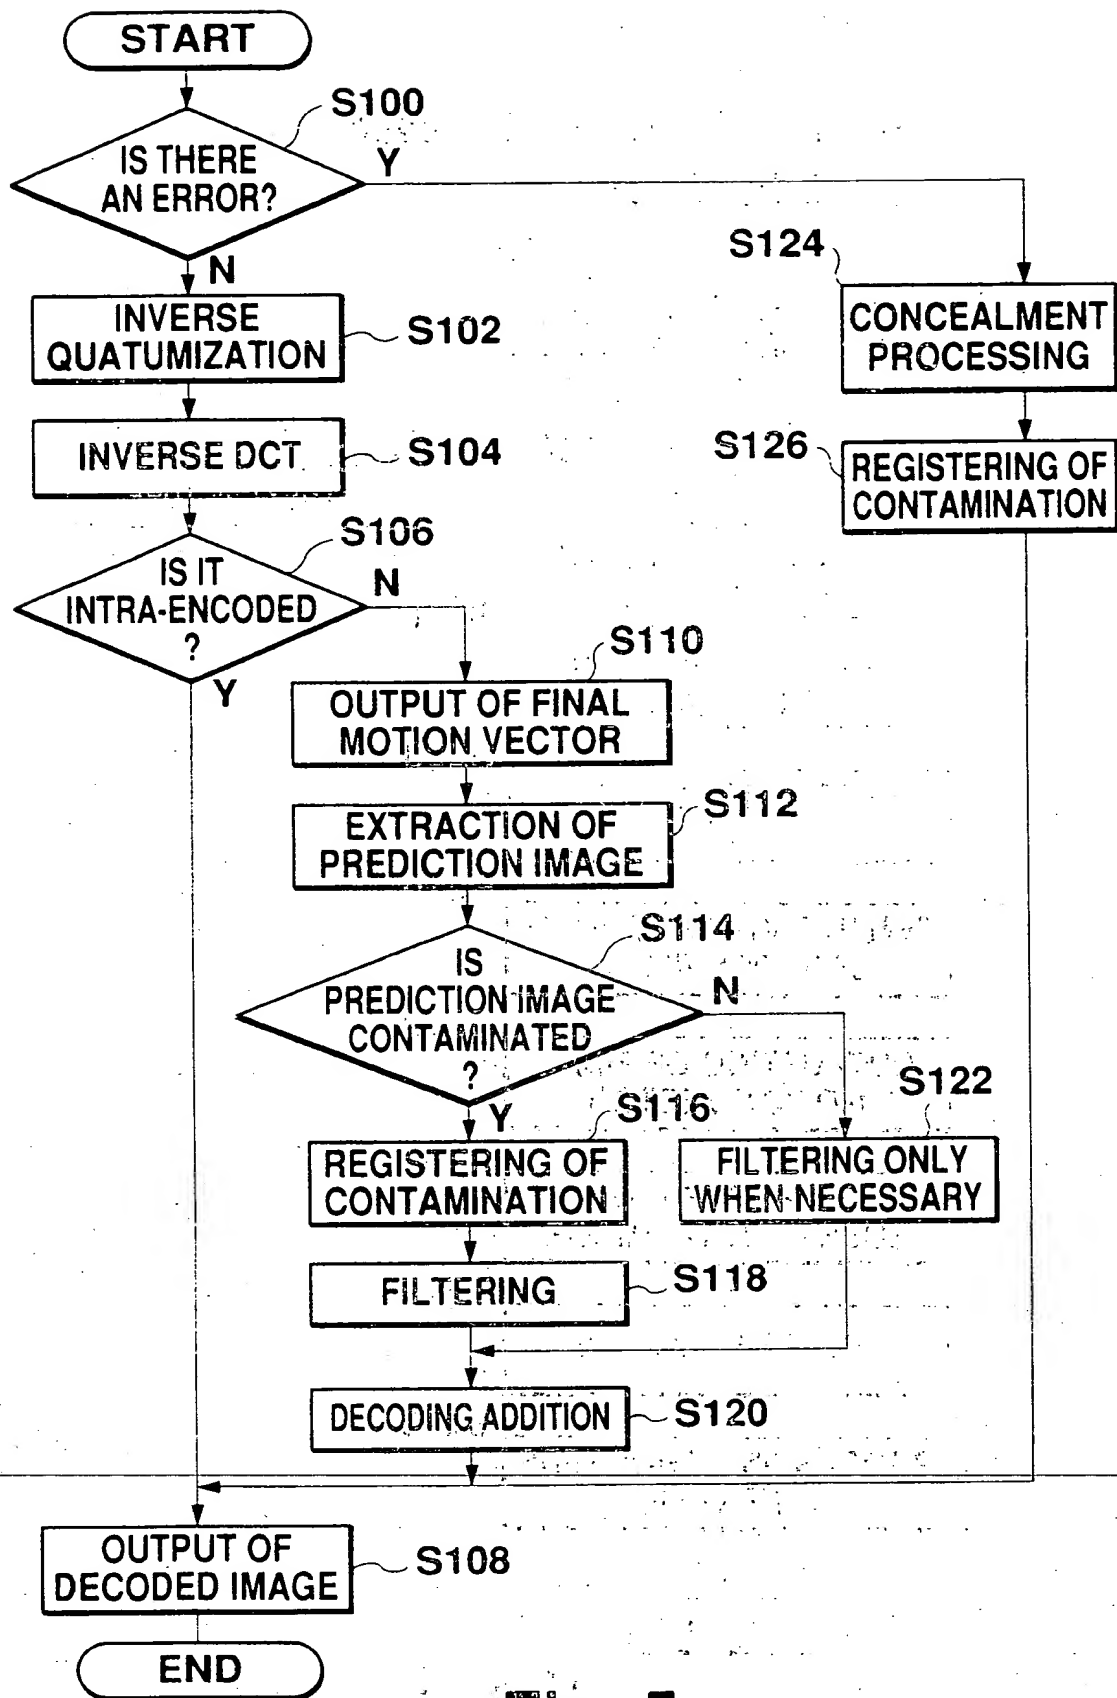 START
S100
IS THERE
AN ERROR?
Y
N
S124
INVERSE
QUATUMIZATION
S102
CONCEALMENT
PROCESSING
INVERSE DCT
S104
S126
REGISTERING OF
CONTAMINATION
S106
IS IT
INTRA-ENCODED
?
N
Y
S110
OUTPUT OF FINAL
MOTION VECTOR
S112
EXTRACTION OF
PREDICTION IMAGE
S114
IS
PREDICTION IMAGE
CONTAMINATED
?
N
Y
S116
S122
REGISTERING OF
CONTAMINATION
FILTERING ONLY
WHEN NECESSARY
FILTERING
S118
DECODING ADDITION
S120
OUTPUT OF
DECODED IMAGE
S108
END